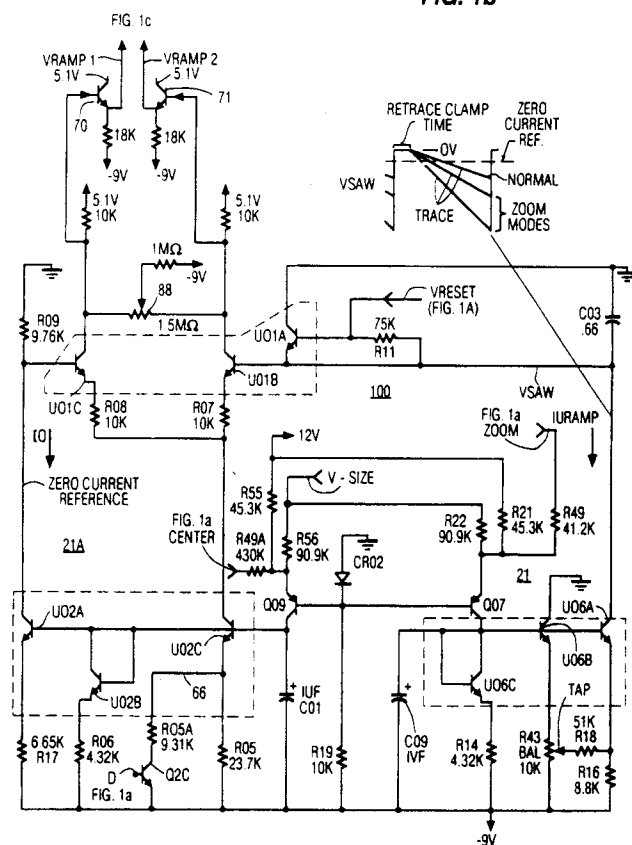 FIG. 1b
FIG. 1c
VRAMP 1
VRAMP 2
5.1V
5.1V
70
71
18K
18K
-9V
-9V
RETRACE CLAMP
TIME
ZERO
CURRENT
REF.
0V
NORMAL
VSAW
TRACE
ZOOM
MODES
5.1V
10K
5.1V
10K
1MΩ
-9V
88
1.5MΩ
R09
9.76K
U01A
VRESET
(FIG. 1A)
75K
R11
C03
.66
U01C
U01B
VSAW
100
R08
10K
R07
10K
IO
FIG. 1a
ZOOM
IURAMP
12V
ZERO CURRENT
REFERENCE
V - SIZE
R55
45.3K
R21
45.3K
R49
41.2K
21A
FIG. 1a
CENTER
R49A
430K
R56
90.9K
R22
90.9K
CR02
21
Q09
Q07
U06A
U02A
U02C
U06B
U02B
U06C
66
IUF
C01
TAP
R05A
9.31K
C09
IVF
51K
R18
6.65K
R17
R06
4.32K
R05
23.7K
R19
10K
R14
4.32K
R43
BAL
10K
R16
8.8K
D
FIG. 1a
Q2C
-9V